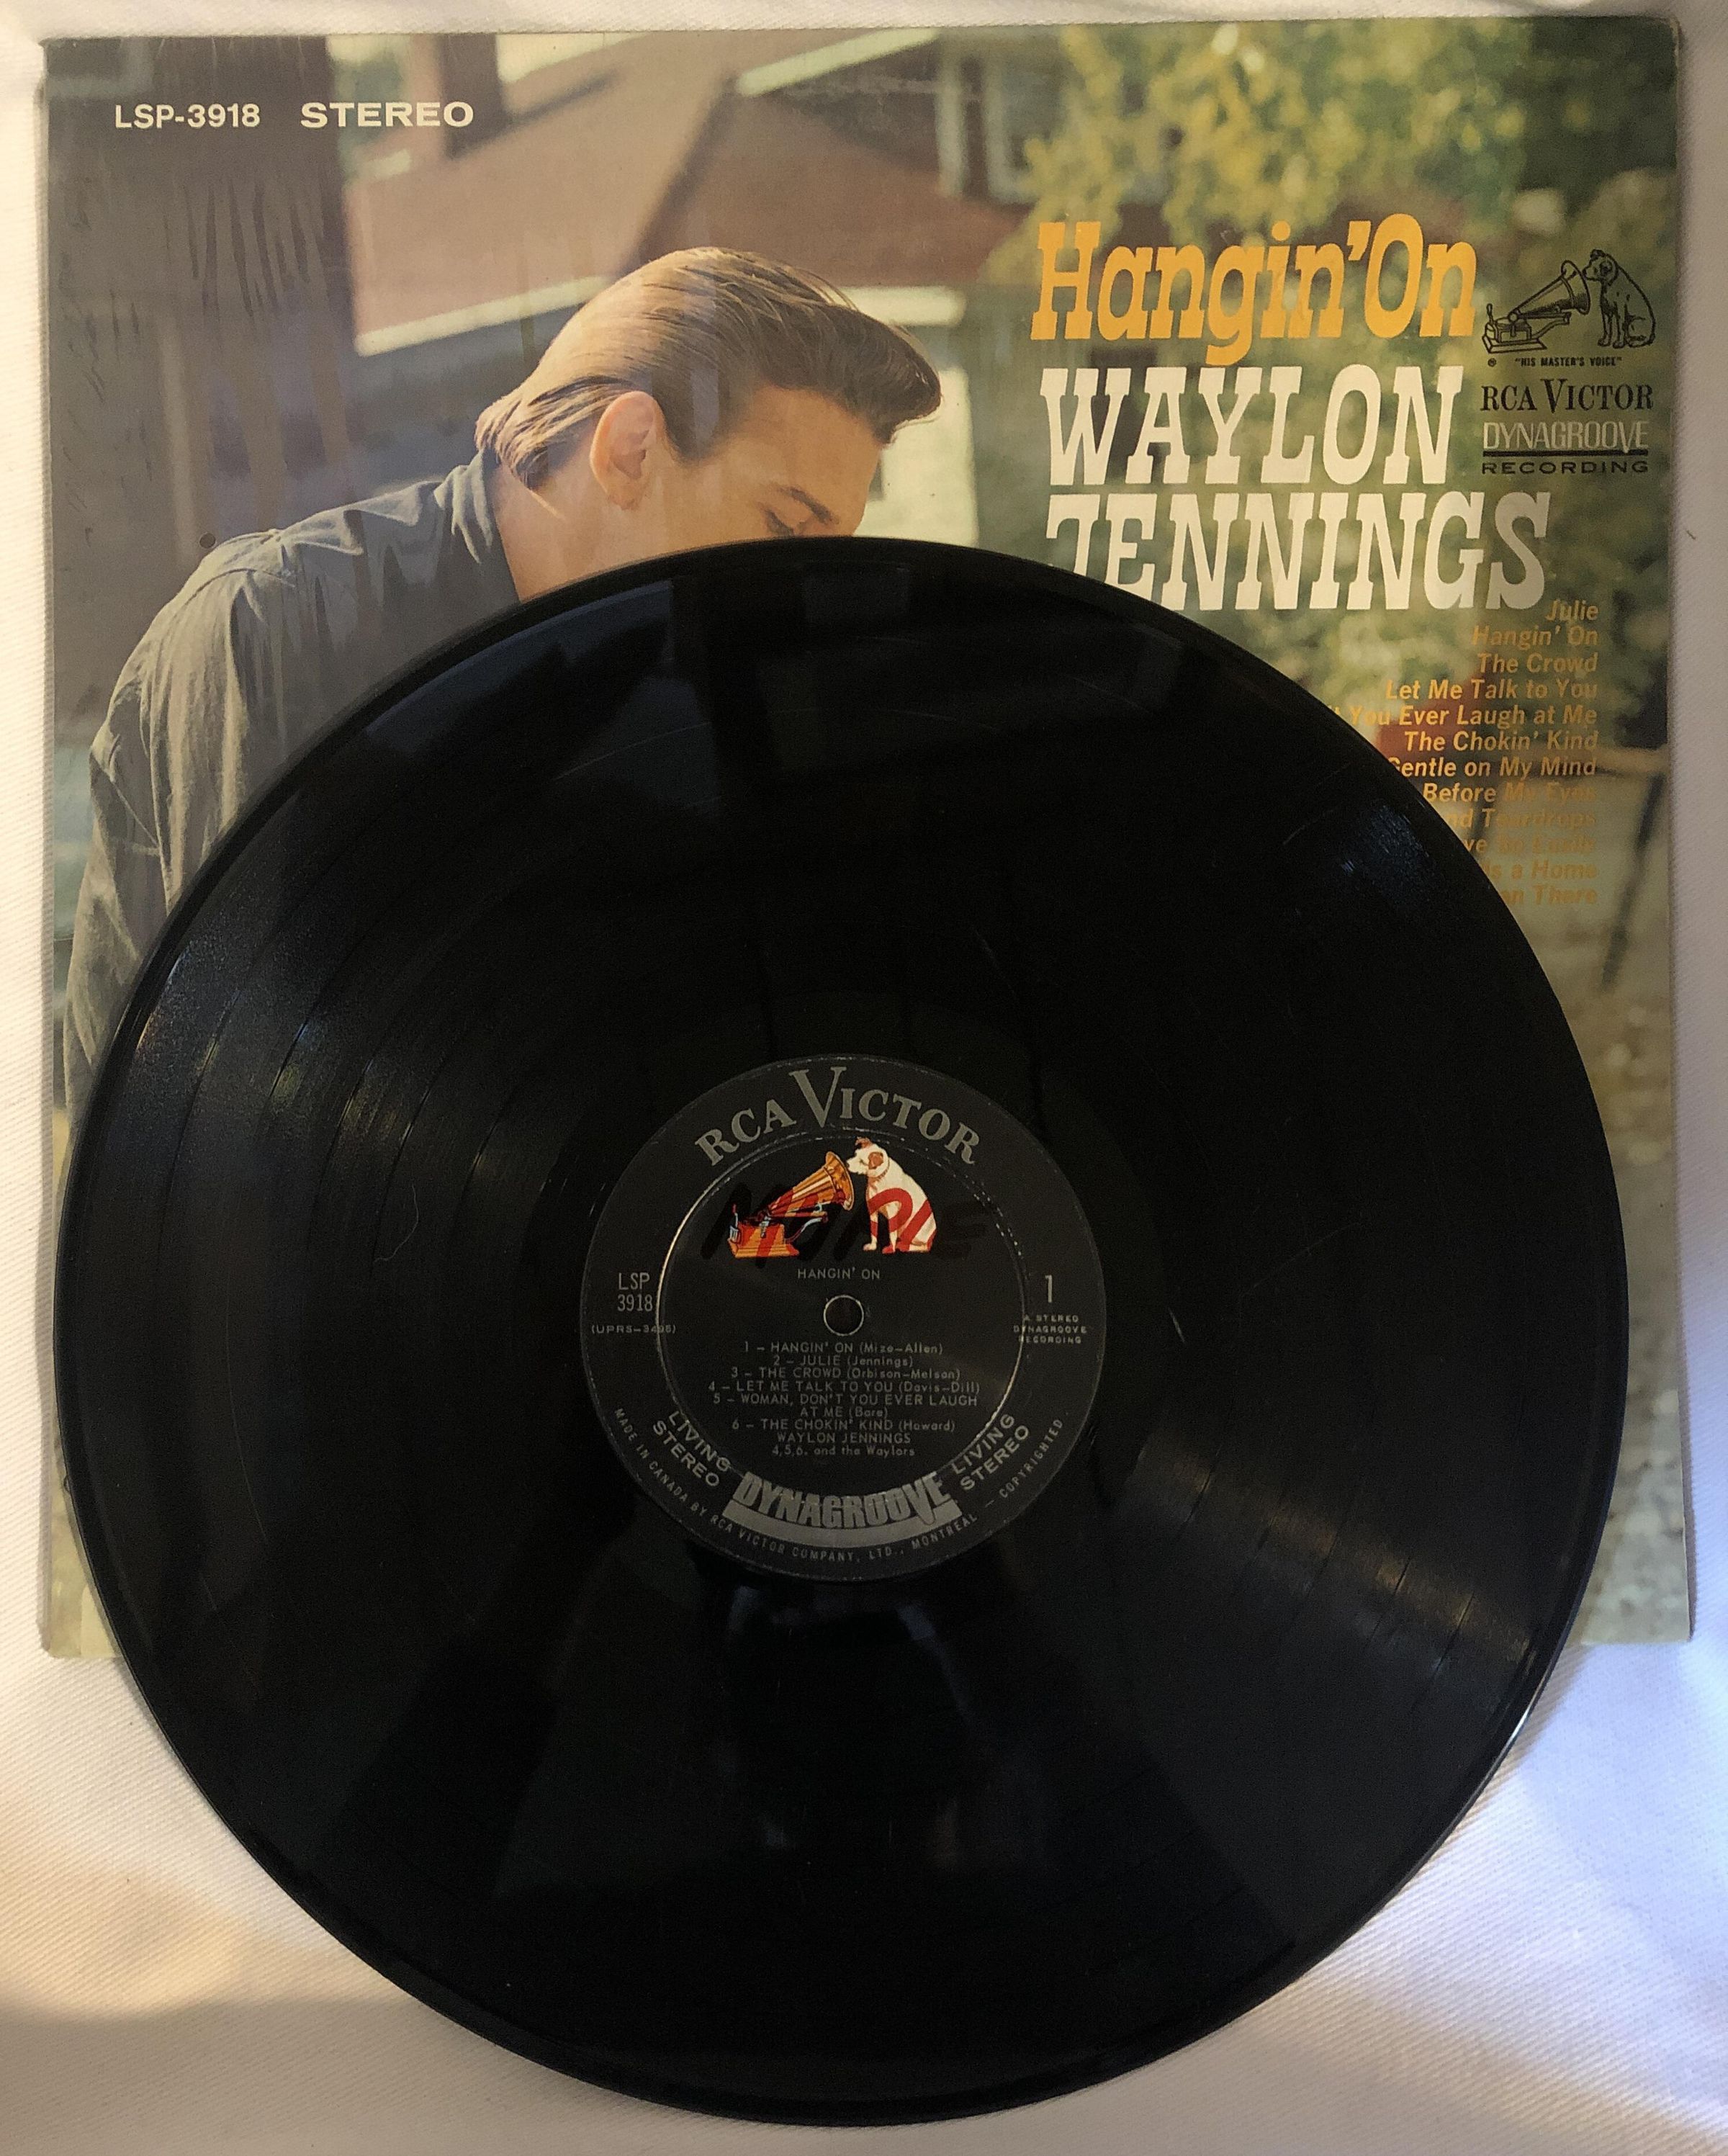 LSP-3918 STEREO
Hangin' On
"HIS MASTER'S VOICE"
WAYLON
RCA VICTOR
DYNAGROOVE
RECORDING
JENNINGS
Julie
Hangin' On
The Crowd
Let Me Talk to You
You Ever Laugh at Me
The Chokin' Kind
Gentle on My Mind
Before My Eyes
Teardrops
Easily
a Home
There
RCA VICTOR
HANGIN' ON
LSP
3918
1
A STEREO
DYNAGROOVE
RECORDING
1 – HANGIN' ON (Mize–Allen)
2 – JULIE (Jennings)
3 – THE CROWD (Orbison–Melson)
4 – LET ME TALK TO YOU (Davis–Dill)
5 – WOMAN, DON'T YOU EVER LAUGH
AT ME (Bare)
6 – THE CHOKIN' KIND (Howard)
WAYLON JENNINGS
4,5,6. and the Waylors
LIVING
STEREO
DYNAGROOVE
LIVING
STEREO
MADE IN CANADA BY RCA VICTOR COMPANY, LTD., MONTREAL – COPYRIGHTED